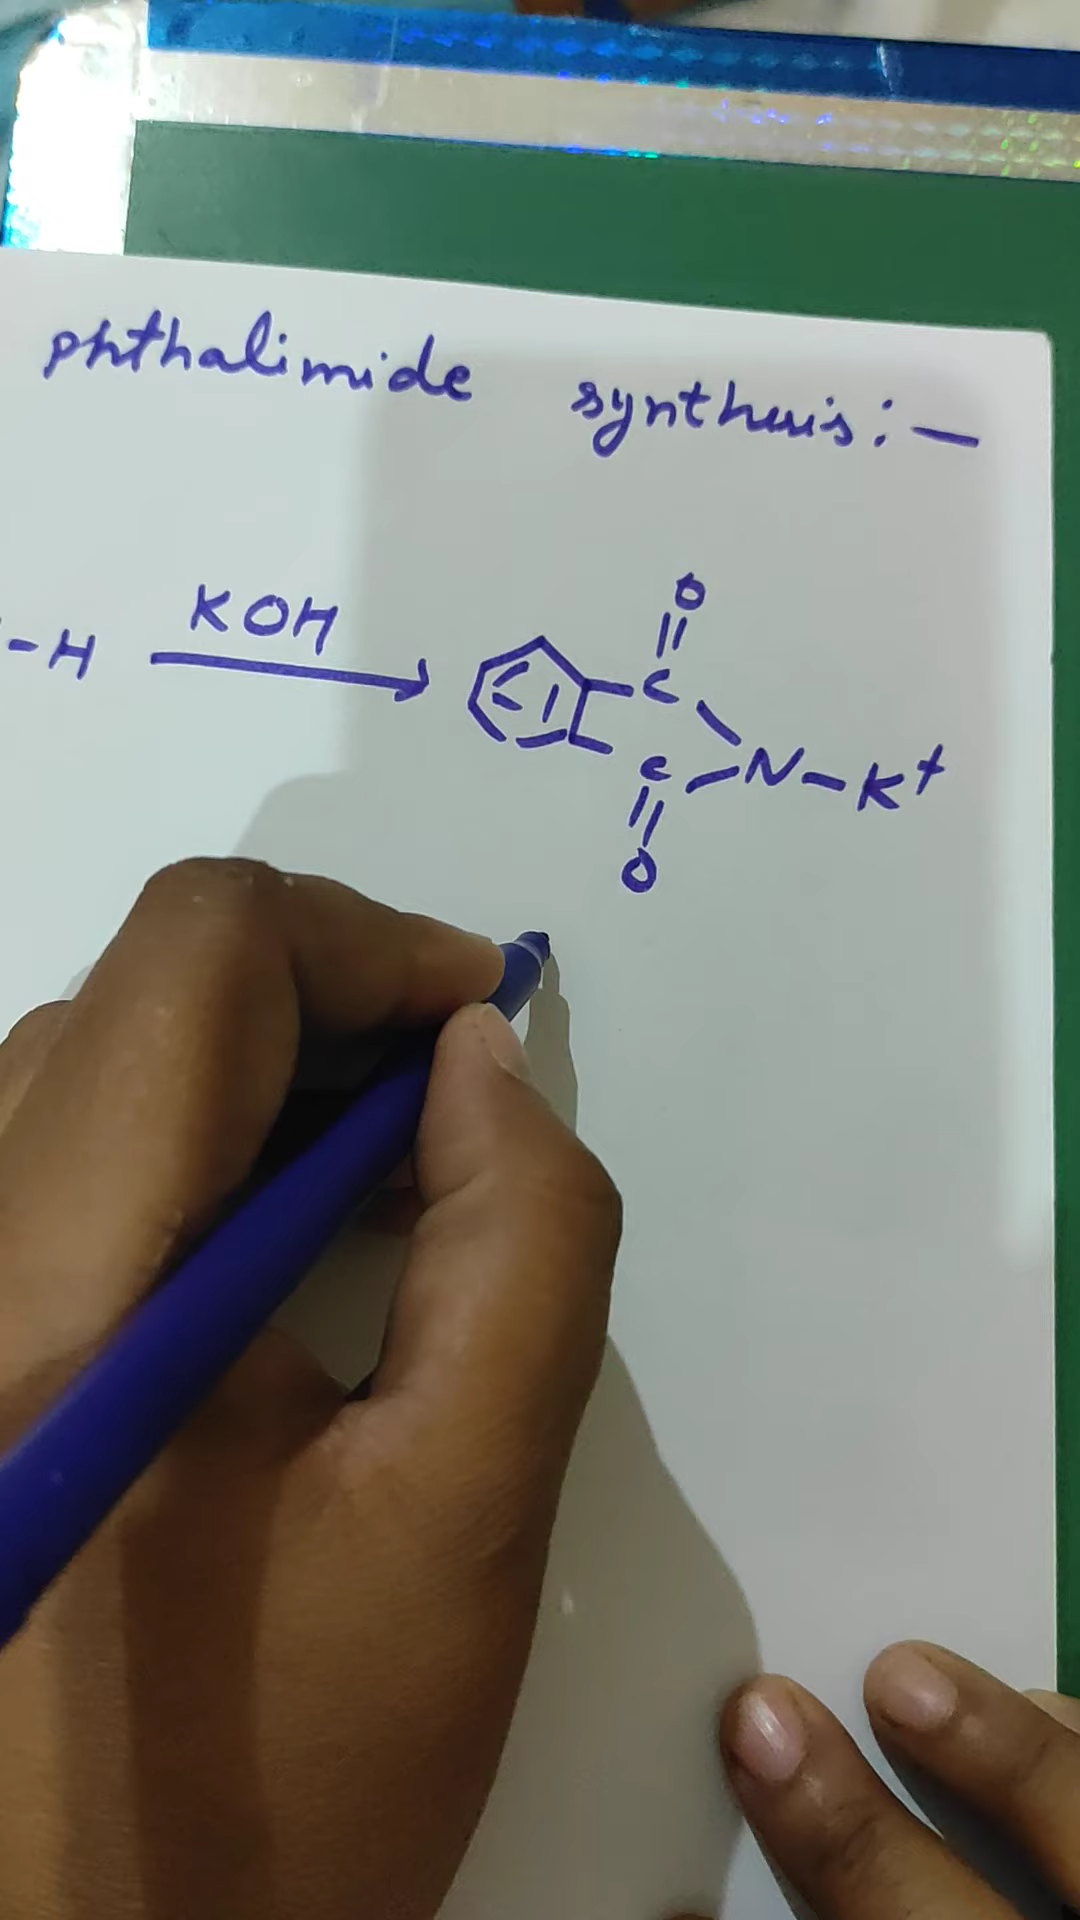 phthalimide synthesis:—
O
KOH
-H
C
N-K+
C
O